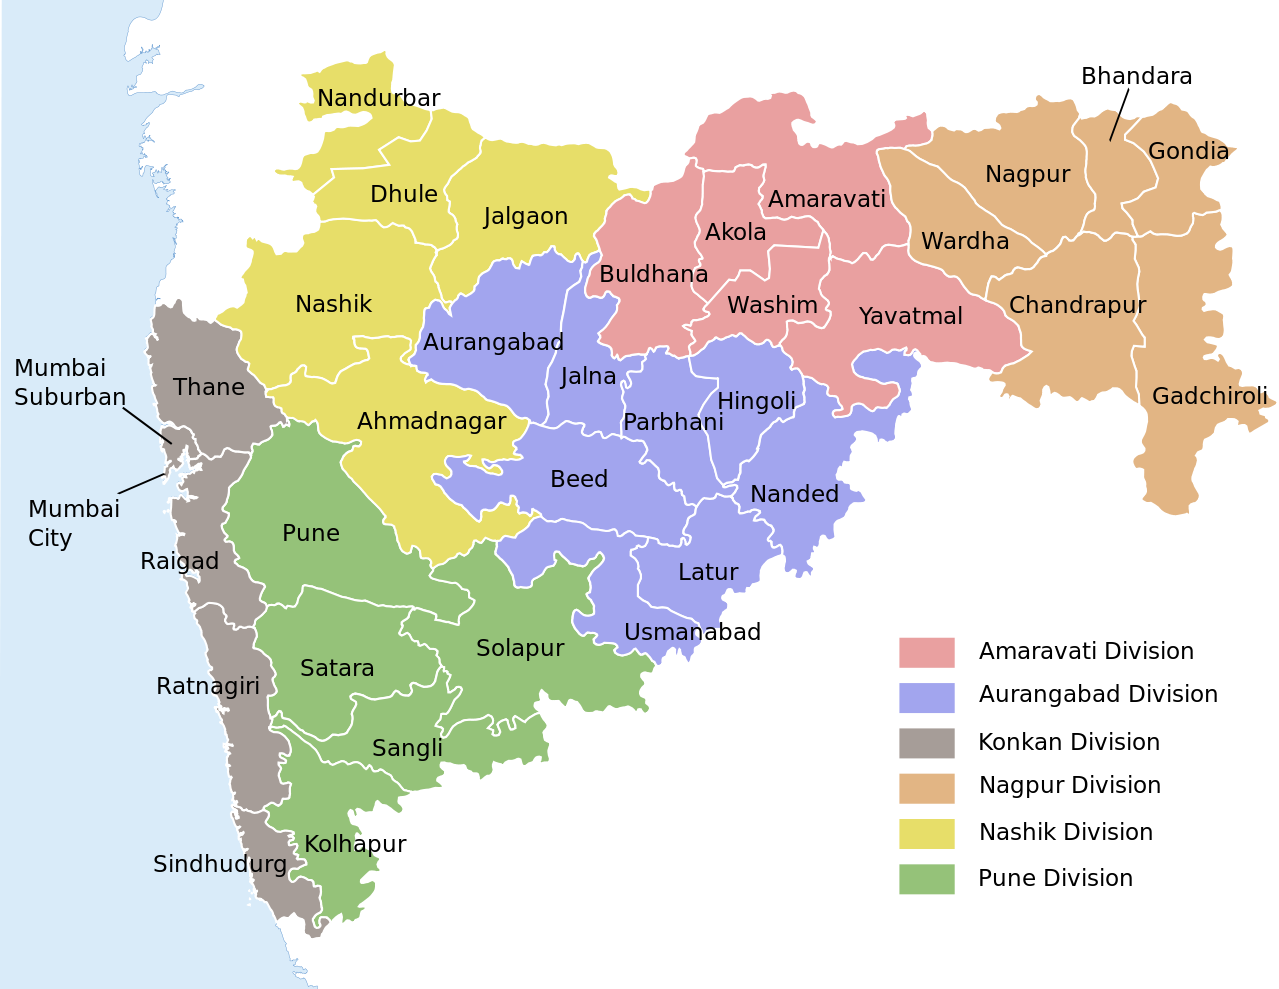 Bhandara
Nandurbar
Gondia
Nagpur
Dhule
Amaravati
Jalgaon
Akola
Wardha
Buldhana
Nashik
Washim
Chandrapur
Yavatmal
Aurangabad
Mumbai
Suburban
Thane
Jalna
Gadchiroli
Hingoli
Ahmadnagar
Parbhani
Beed
Nanded
Mumbai
City
Pune
Raigad
Latur
Usmanabad
Solapur
Satara
Ratnagiri
Sangli
Kolhapur
Sindhudurg
Amaravati Division
Aurangabad Division
Konkan Division
Nagpur Division
Nashik Division
Pune Division